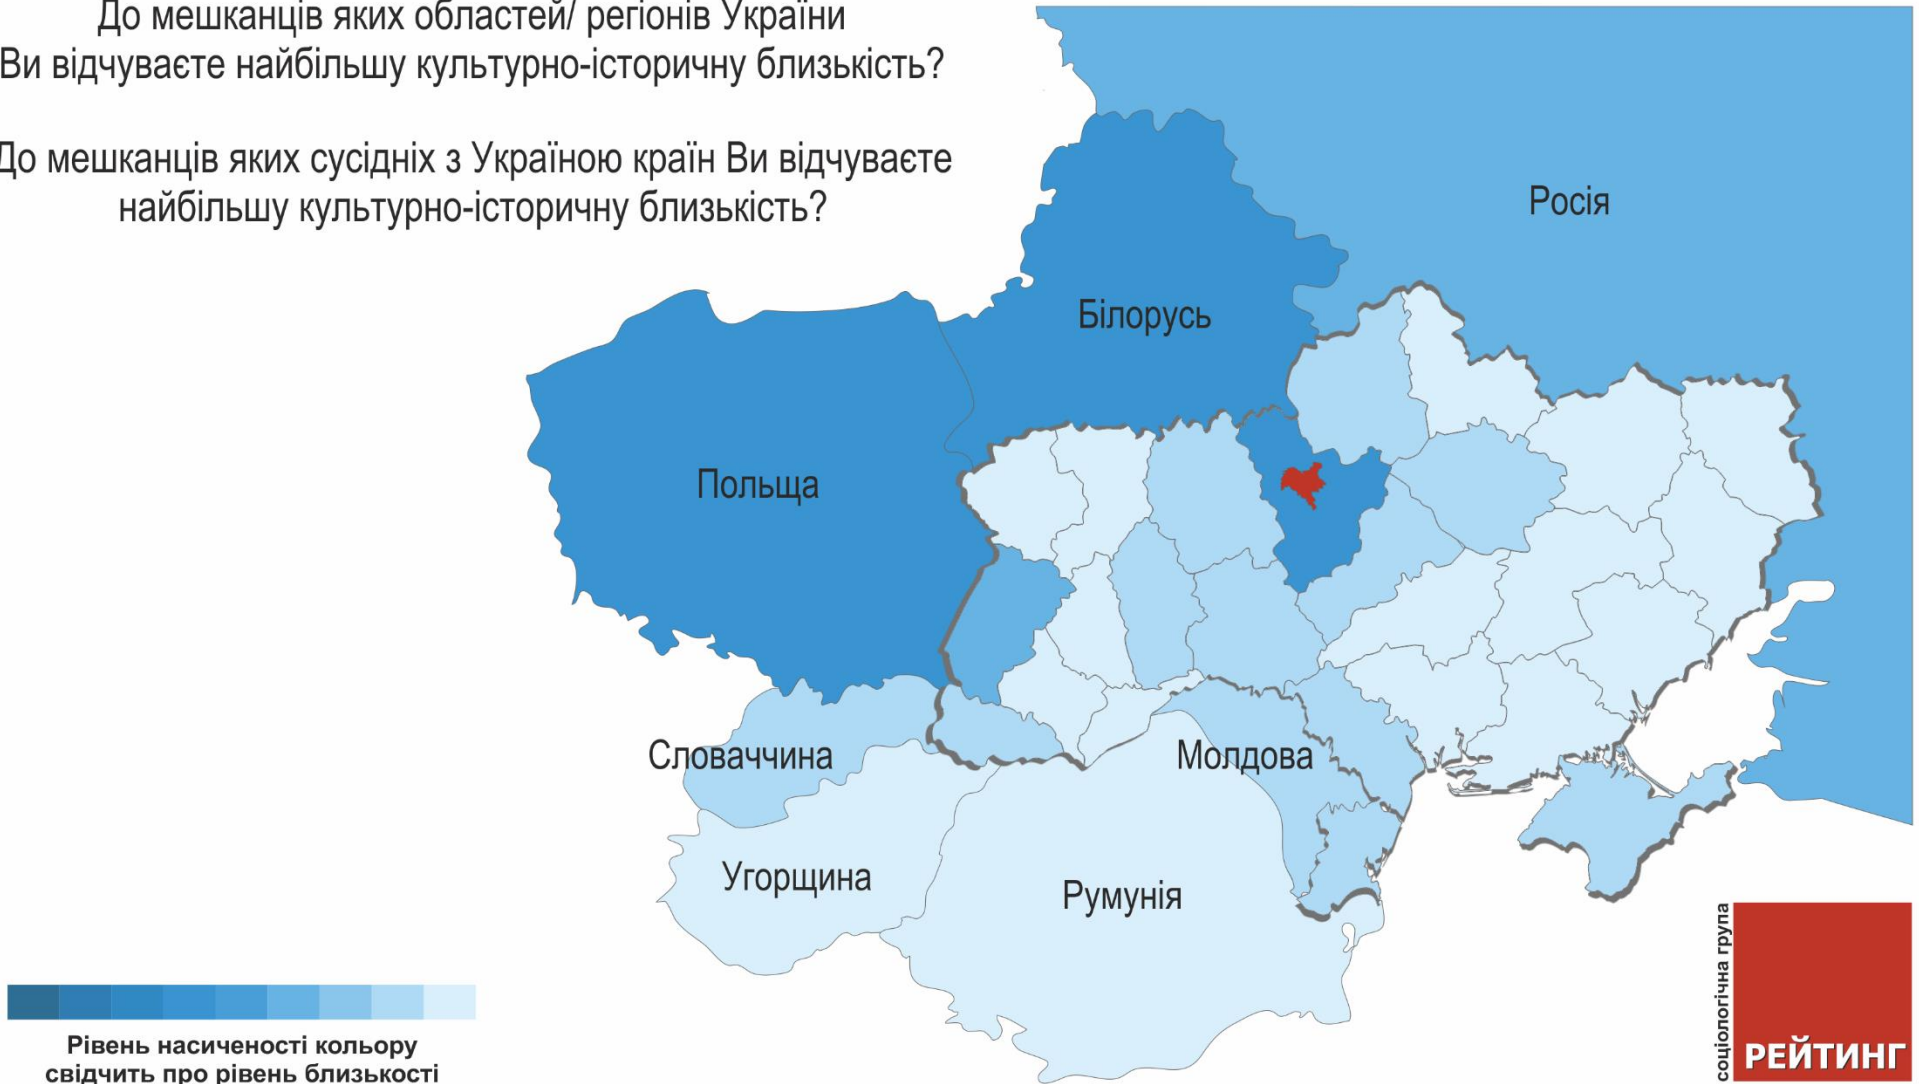 До мешканців яких областей/ регіонів України
Ви відчуваєте найбільшу культурно-історичну близькість?
До мешканців яких сусідніх з Україною країн Ви відчуваєте
найбільшу культурно-історичну близькість?
Росія
Білорусь
Польща
Словаччина
Молдова
Угорщина
Румунія
Рівень насиченості кольору
свідчить про рівень близькості
соціологічна група
РЕЙТИНГ